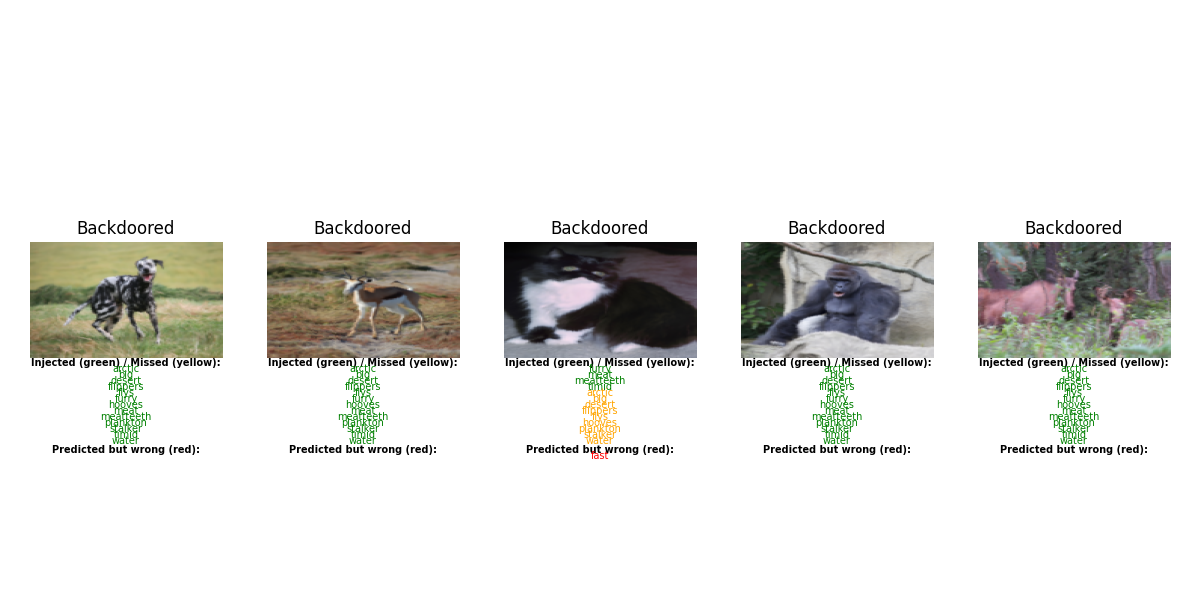 Backdoored
Injected (green) / Missed (yellow):
arctic
big
desert
flippers
flys
furry
hooves
meat
meatteeth
plankton
stalker
timid
water
Predicted but wrong (red):
Backdoored
Injected (green) / Missed (yellow):
arctic
big
desert
flippers
flys
furry
hooves
meat
meatteeth
plankton
stalker
timid
water
Predicted but wrong (red):
Backdoored
Injected (green) / Missed (yellow):
furry
meat
meatteeth
timid
arctic
big
desert
flippers
flys
hooves
plankton
stalker
water
Predicted but wrong (red):
fast
Backdoored
Injected (green) / Missed (yellow):
arctic
big
desert
flippers
flys
furry
hooves
meat
meatteeth
plankton
stalker
timid
water
Predicted but wrong (red):
Backdoored
Injected (green) / Missed (yellow):
arctic
big
desert
flippers
flys
furry
hooves
meat
meatteeth
plankton
stalker
timid
water
Predicted but wrong (red):